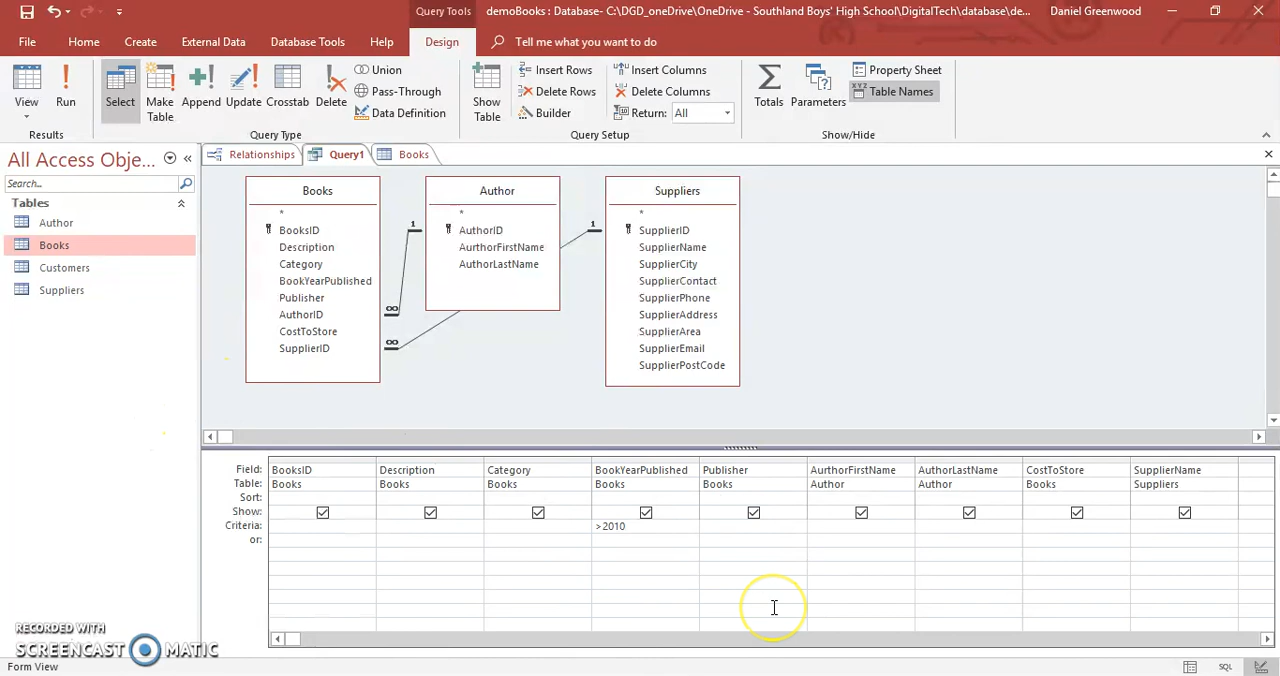 demoBooks : Database- C:\DGD_oneDrive\OneDrive - Southland Boys' High School\DigitalTech\database\de...
Query Tools
Daniel Greenwood
File Home Create External Data Database Tools Help Design Tell me what you want to do
View
Run
Results
Select
Make Table
Append
Update
Crosstab
Delete
Union
Pass-Through
Data Definition
Query Type
Show Table
Insert Rows
Delete Rows
Builder
Insert Columns
Delete Columns
Return: All
Query Setup
Totals
Parameters
Property Sheet
XYZ Table Names
Show/Hide
All Access Obje...
Search...
Tables
Author
Books
Customers
Suppliers
Relationships Query1 Books
Books
*
BooksID
Description
Category
BookYearPublished
Publisher
AuthorID
CostToStore
SupplierID
1
∞
∞
Author
*
AuthorID
AurthorFirstName
AuthorLastName
1
Suppliers
*
SupplierID
SupplierName
SupplierCity
SupplierContact
SupplierPhone
SupplierAddress
SupplierArea
SupplierEmail
SupplierPostCode
Field: BooksID Description Category BookYearPublished Publisher AurthorFirstName AuthorLastName CostToStore SupplierName
Table: Books Books Books Books Books Author Author Books Suppliers
Sort:
Show:
Criteria: >2010
or:
RECORDED WITH
SCREENCAST MATIC
Form View
SQL